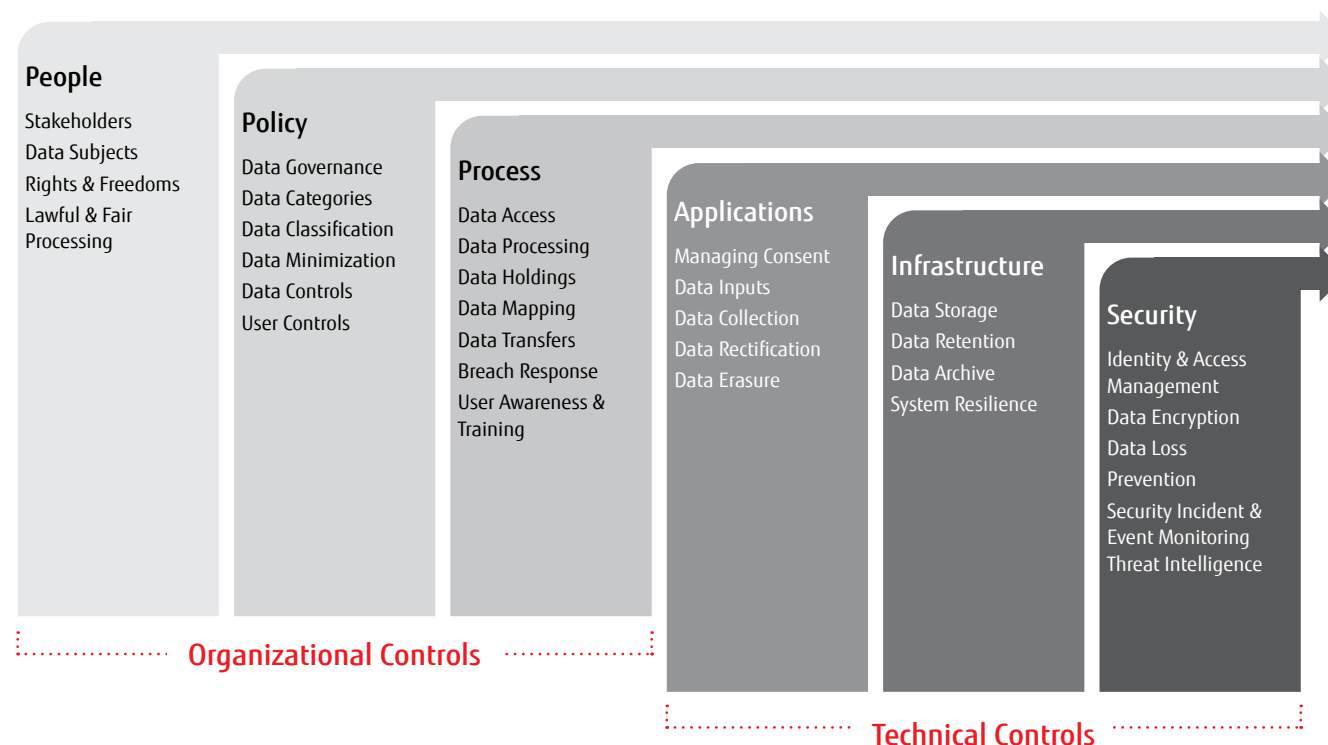 People
Stakeholders
Data Subjects
Rights & Freedoms
Lawful & Fair
Processing
Policy
Data Governance
Data Categories
Data Classification
Data Minimization
Data Controls
User Controls
Process
Data Access
Data Processing
Data Holdings
Data Mapping
Data Transfers
Breach Response
User Awareness &
Training
Applications
Managing Consent
Data Inputs
Data Collection
Data Rectification
Data Erasure
Infrastructure
Data Storage
Data Retention
Data Archive
System Resilience
Security
Identity & Access
Management
Data Encryption
Data Loss
Prevention
Security Incident &
Event Monitoring
Threat Intelligence
Organizational Controls
Technical Controls